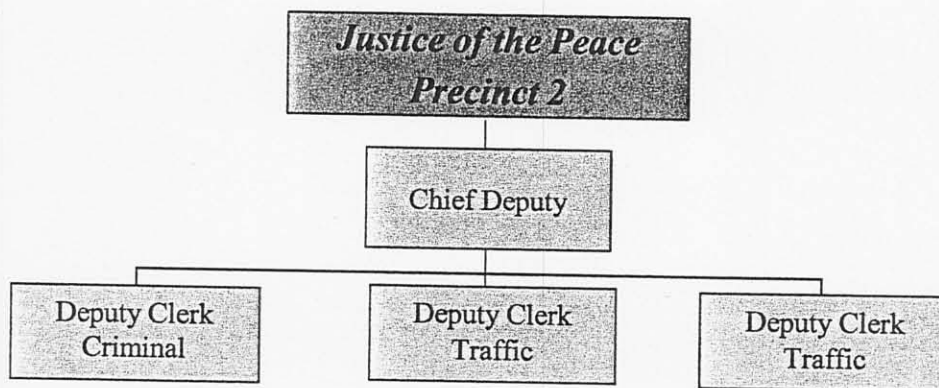 Justice of the Peace
Precinct 2
Chief Deputy
Deputy Clerk
Criminal
Deputy Clerk
Traffic
Deputy Clerk
Traffic